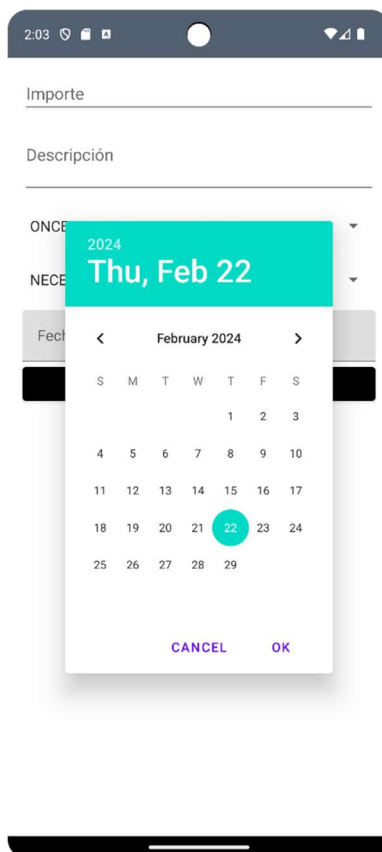 2:03
Importe
Descripción
ONCE
NECE
Fech
2024
Thu, Feb 22
February 2024
S M T W T F S
1 2 3
4 5 6 7 8 9 10
11 12 13 14 15 16 17
18 19 20 21 22 23 24
25 26 27 28 29
CANCEL OK